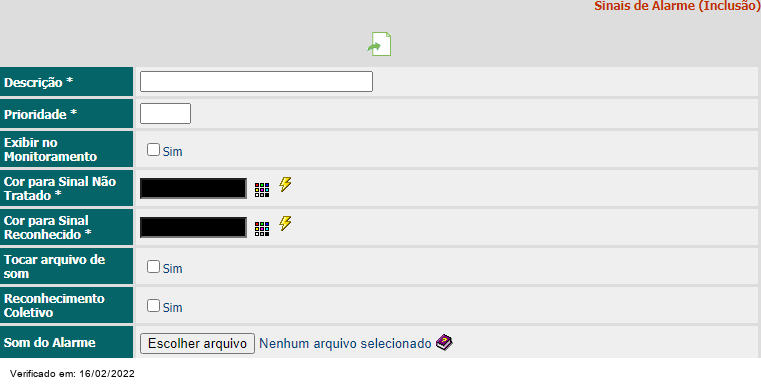 Sinais de Alarme (Inclusão)
Descrição *
Prioridade *
Exibir no
Monitoramento
Sim
Cor para Sinal Não
Tratado *
Cor para Sinal
Reconhecido *
Tocar arquivo de
som
Sim
Reconhecimento
Coletivo
Sim
Som do Alarme
Escolher arquivo Nenhum arquivo selecionado
Verificado em: 16/02/2022